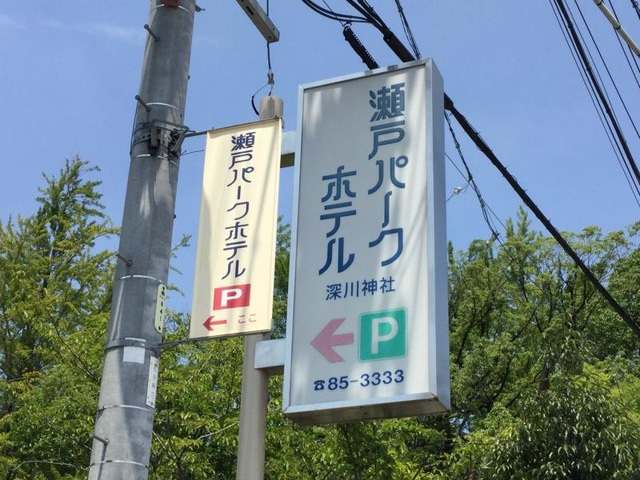 瀬戸パークホテル
P
← ここ
瀬戸パーク
ホテル
深川神社
← P
☎85-3333